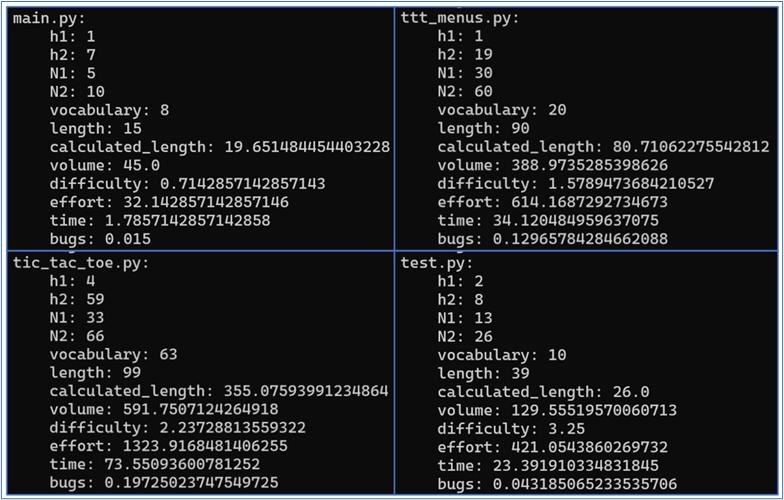 main.py:
h1: 1
h2: 7
N1: 5
N2: 10
vocabulary: 8
length: 15
calculated_length: 19.651484454403228
volume: 45.0
difficulty: 0.7142857142857143
effort: 32.142857142857146
time: 1.7857142857142858
bugs: 0.015
ttt_menus.py:
h1: 1
h2: 19
N1: 30
N2: 60
vocabulary: 20
length: 90
calculated_length: 80.71062275542812
volume: 388.9735285398626
difficulty: 1.5789473684210527
effort: 614.1687292734673
time: 34.120484959637075
bugs: 0.12965784284662088
tic_tac_toe.py:
h1: 4
h2: 59
N1: 33
N2: 66
vocabulary: 63
length: 99
calculated_length: 355.07593991234864
volume: 591.7507124264918
difficulty: 2.23728813559322
effort: 1323.9168481406255
time: 73.55093600781252
bugs: 0.19725023747549725
test.py:
h1: 2
h2: 8
N1: 13
N2: 26
vocabulary: 10
length: 39
calculated_length: 26.0
volume: 129.55519570060713
difficulty: 3.25
effort: 421.0543860269732
time: 23.391910334831845
bugs: 0.043185065233535706